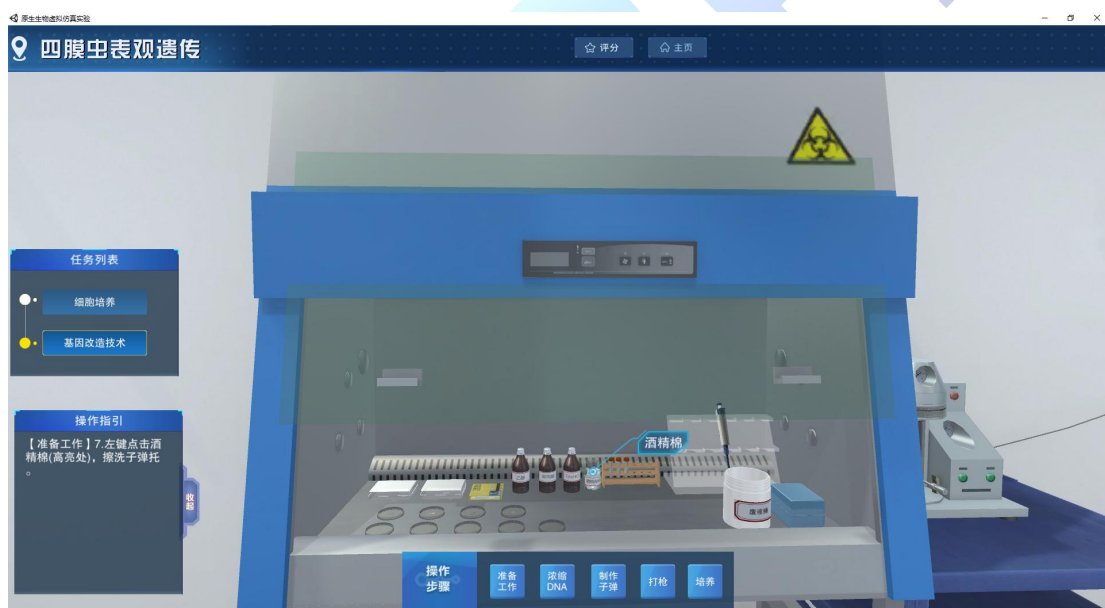 原生生物虚拟仿真实验
四膜虫表观遗传
评分
主页
任务列表
细胞培养
基因改造技术
操作指引
【准备工作】7.左键点击酒
精棉(高亮处)，擦洗子弹托
。
收起
酒精棉
废液桶
操作
步骤
准备
工作
浓缩
DNA
制作
子弹
打枪
培养